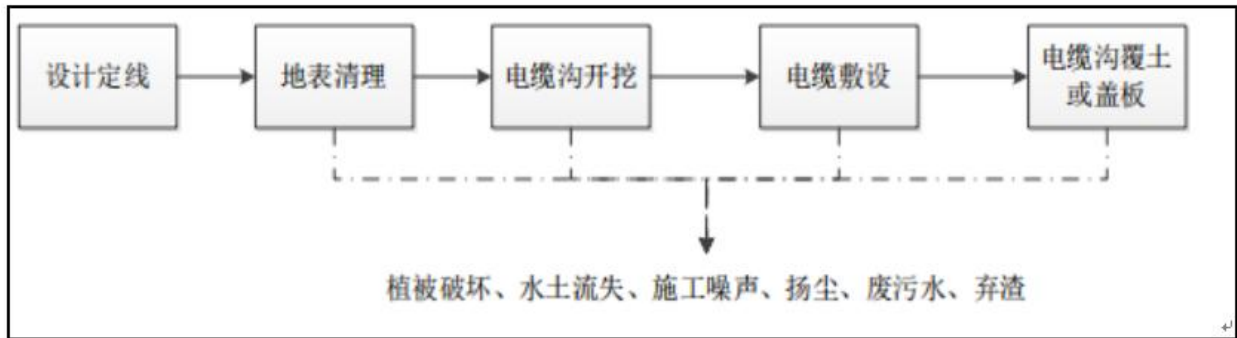 设计定线
地表清理
电缆沟开挖
电缆敷设
电缆沟覆土
或盖板
植被破坏、水土流失、施工噪声、扬尘、废污水、弃渣